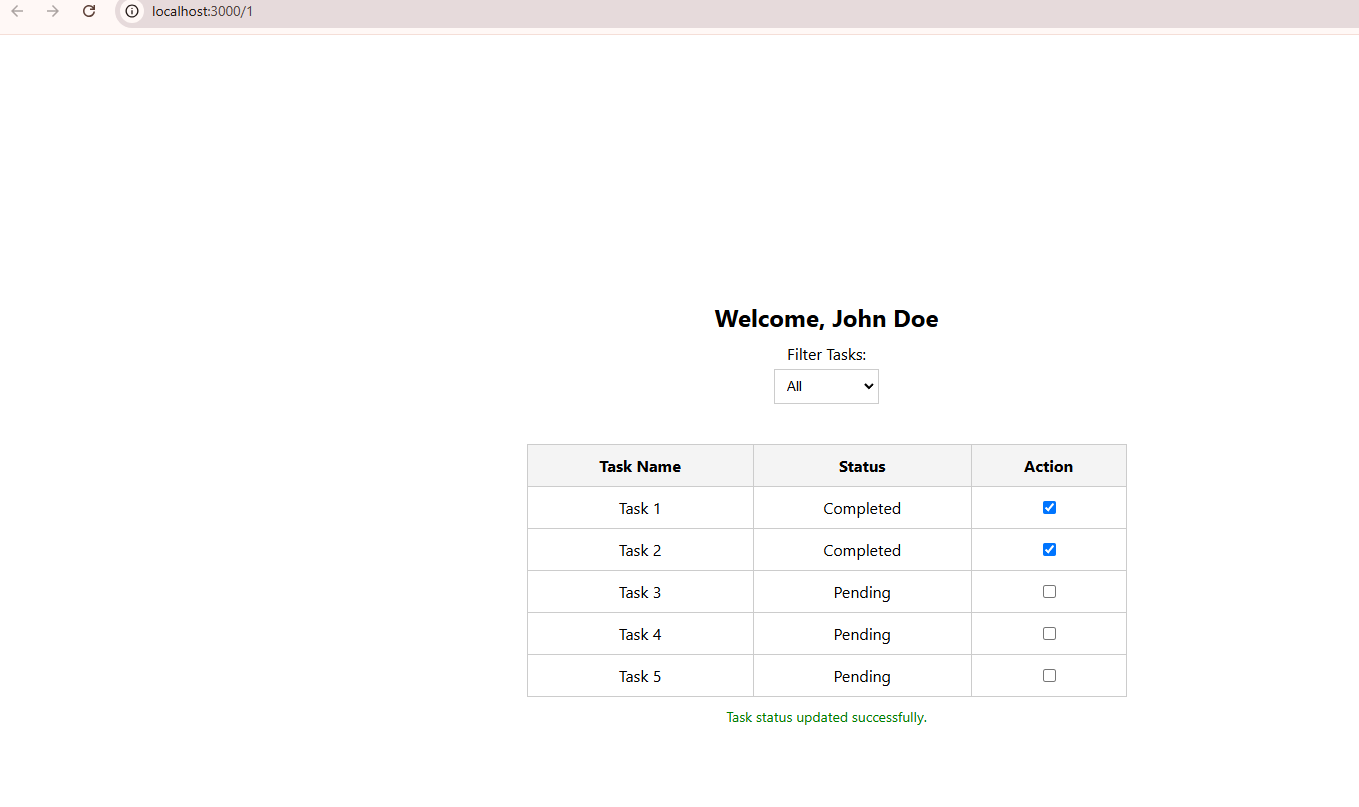 localhost:3000/1
Welcome, John Doe
Filter Tasks:
All
Task Name Status Action
Task 1 Completed
Task 2 Completed
Task 3 Pending
Task 4 Pending
Task 5 Pending
Task status updated successfully.